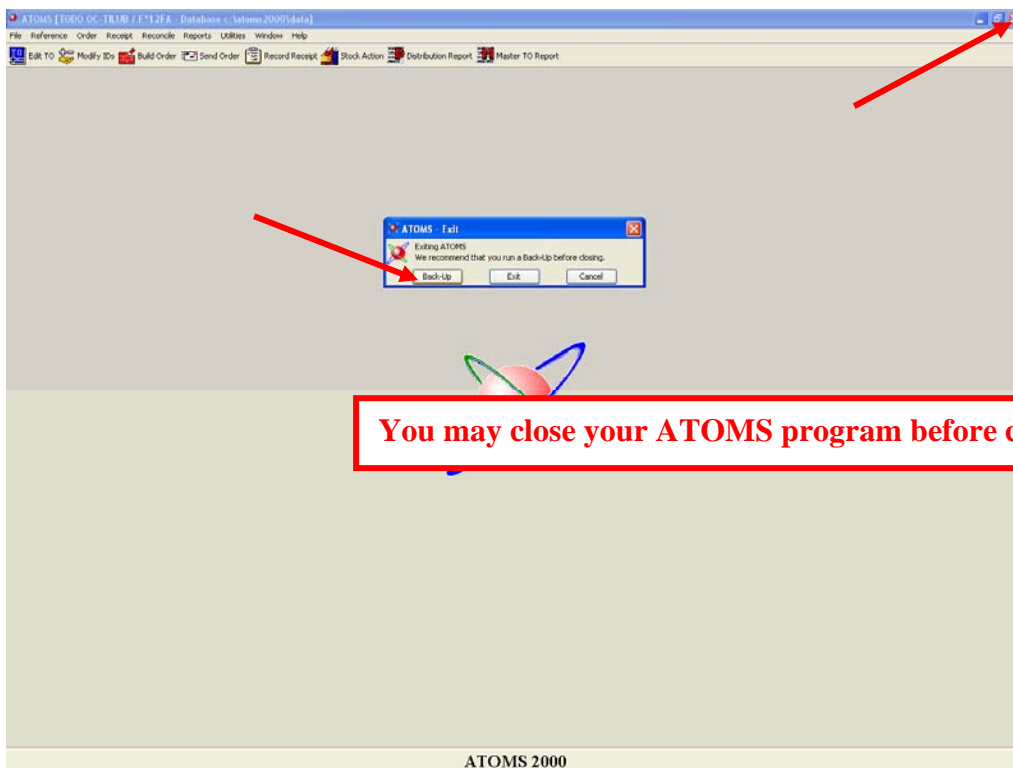 ATOMS [TODO OC-TILUB / F*12FA - Database c:\atoms2000\data]
File Reference Order Receipt Reconcile Reports Utilities Window Help
Edit TO Modify IDs Build Order Send Order Record Receipt Stock Action Distribution Report Master TO Report
ATOMS - Exit
Exiting ATOMS
We recommend that you run a Back-Up before closing.
Back-Up Exit Cancel
You may close your ATOMS program before
ATOMS 2000